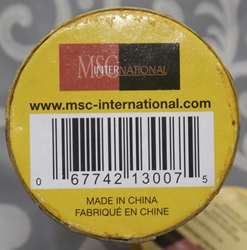 MSC INTERNATIONAL
www.msc-international.com
0 67742 13007 5
MADE IN CHINA
FABRIQUÉ EN CHINE